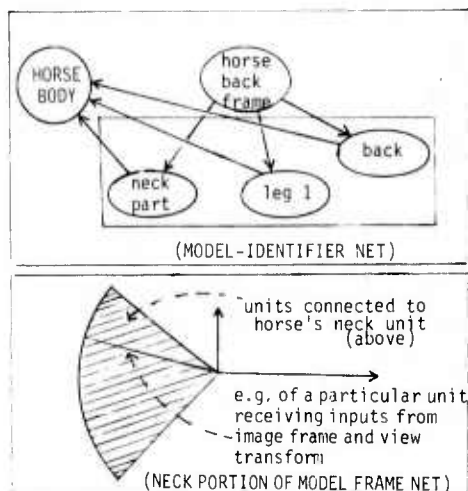 HORSE
BODY
horse
back
frame
back
neck
part
leg 1
(MODEL-IDENTIFIER NET)
units connected to
horse's neck unit
(above)
e.g. of a particular unit
receiving inputs from
image frame and view
transform
(NECK PORTION OF MODEL FRAME NET)